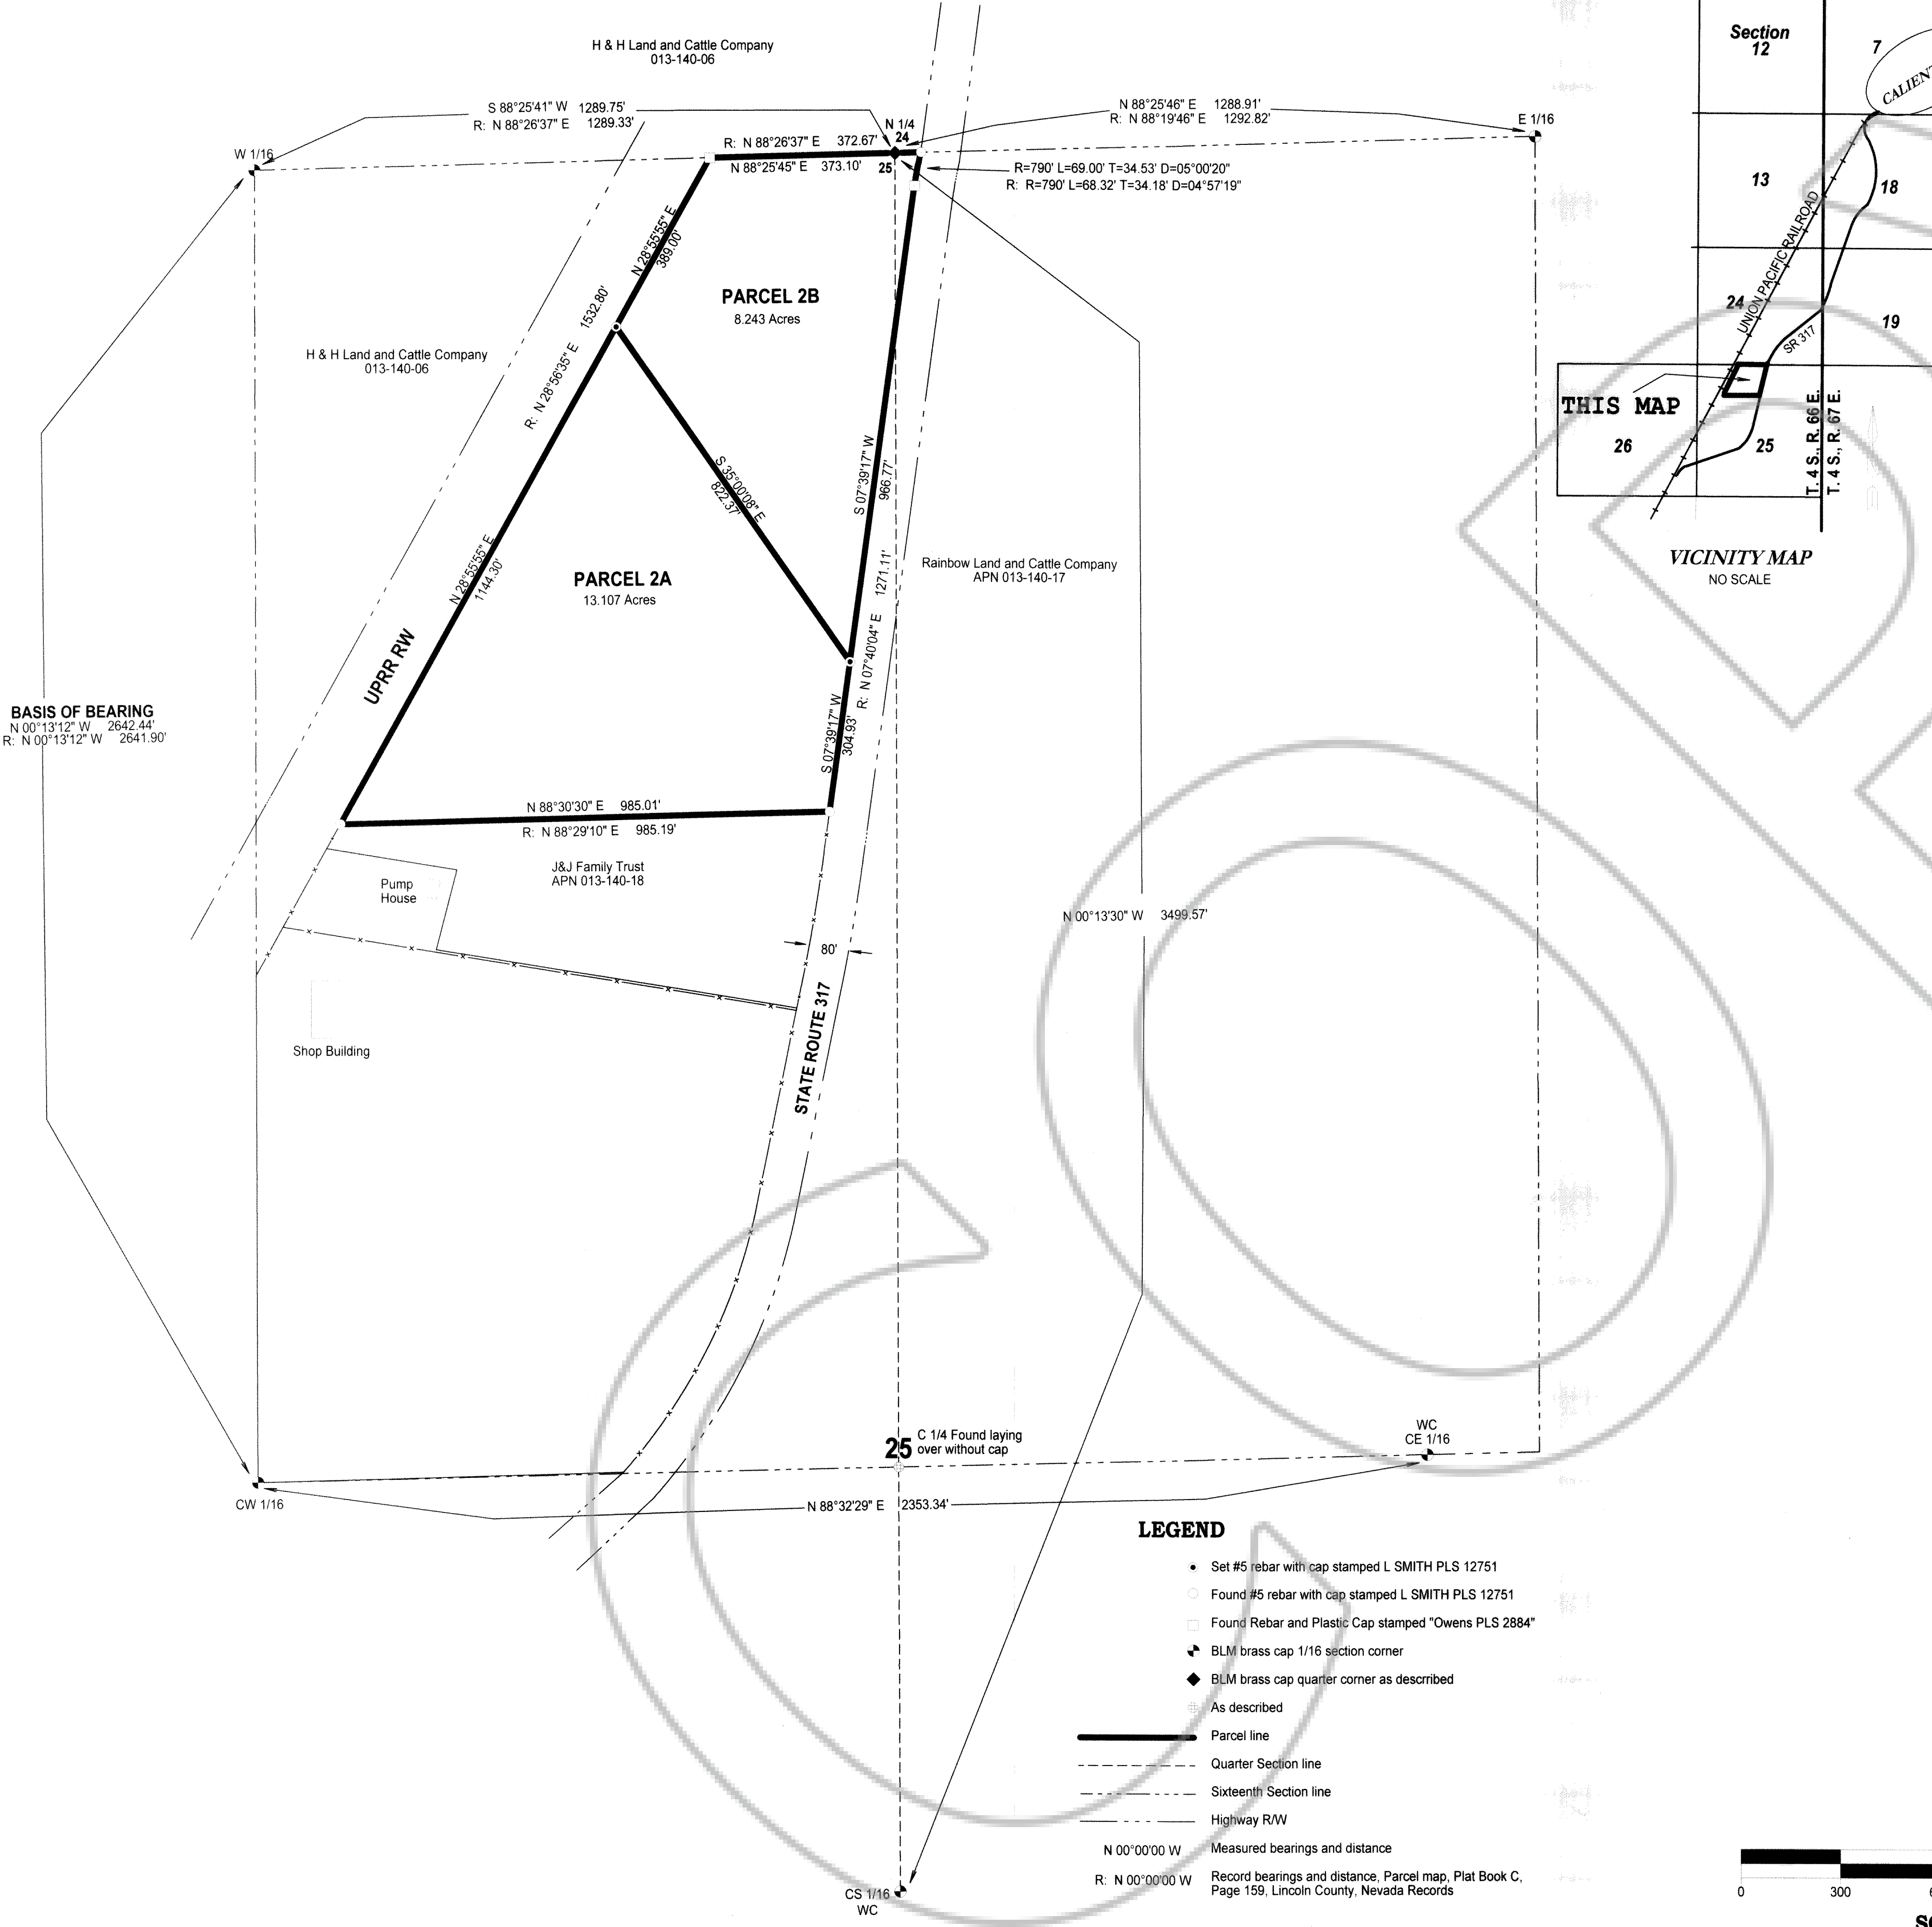 H & H Land and Cattle Company
013-140-06
S 88°25'41" W 1289.75'
R: N 88°26'37" E 1289.33'
N 88°25'46" E 1288.91'
R: N 88°19'46" E 1292.82'
W 1/16
N 1/4
24
25
E 1/16
R: N 88°26'37" E 372.67'
N 88°25'45" E 373.10'
R=790' L=69.00' T=34.53' D=05°00'20"
R: R=790' L=68.32' T=34.18' D=04°57'19"
N 28°55'55" E
389.00'
PARCEL 2B
8.243 Acres
H & H Land and Cattle Company
013-140-06
R: N 28°56'35" E 1532.80'
S 35°00'08" E
822.37'
S 07°39'17" W
966.77'
R: N 07°40'04" E 1271.11'
Rainbow Land and Cattle Company
APN 013-140-17
N 28°55'55" E
1144.30'
PARCEL 2A
13.107 Acres
UPRR RW
BASIS OF BEARING
N 00°13'12" W 2642.44'
R: N 00°13'12" W 2641.90'
S 07°39'17" W
304.93'
N 88°30'30" E 985.01'
R: N 88°29'10" E 985.19'
J&J Family Trust
APN 013-140-18
Pump
House
80'
N 00°13'30" W 3499.57'
STATE ROUTE 317
Shop Building
25
C 1/4 Found laying
over without cap
WC
CE 1/16
CW 1/16
N 88°32'29" E 2353.34'
CS 1/16
WC
Section
12
7
13
18
24
19
26
25
UNION PACIFIC RAILROAD
SR 317
THIS MAP
T. 4 S., R. 66 E.
T. 4 S., R. 67 E.
VICINITY MAP
NO SCALE
LEGEND
Set #5 rebar with cap stamped L SMITH PLS 12751
Found #5 rebar with cap stamped L SMITH PLS 12751
Found Rebar and Plastic Cap stamped "Owens PLS 2884"
BLM brass cap 1/16 section corner
BLM brass cap quarter corner as descrribed
As described
Parcel line
Quarter Section line
Sixteenth Section line
Highway R/W
N 00°00'00 W Measured bearings and distance
R: N 00°00'00 W Record bearings and distance, Parcel map, Plat Book C,
Page 159, Lincoln County, Nevada Records
0 300